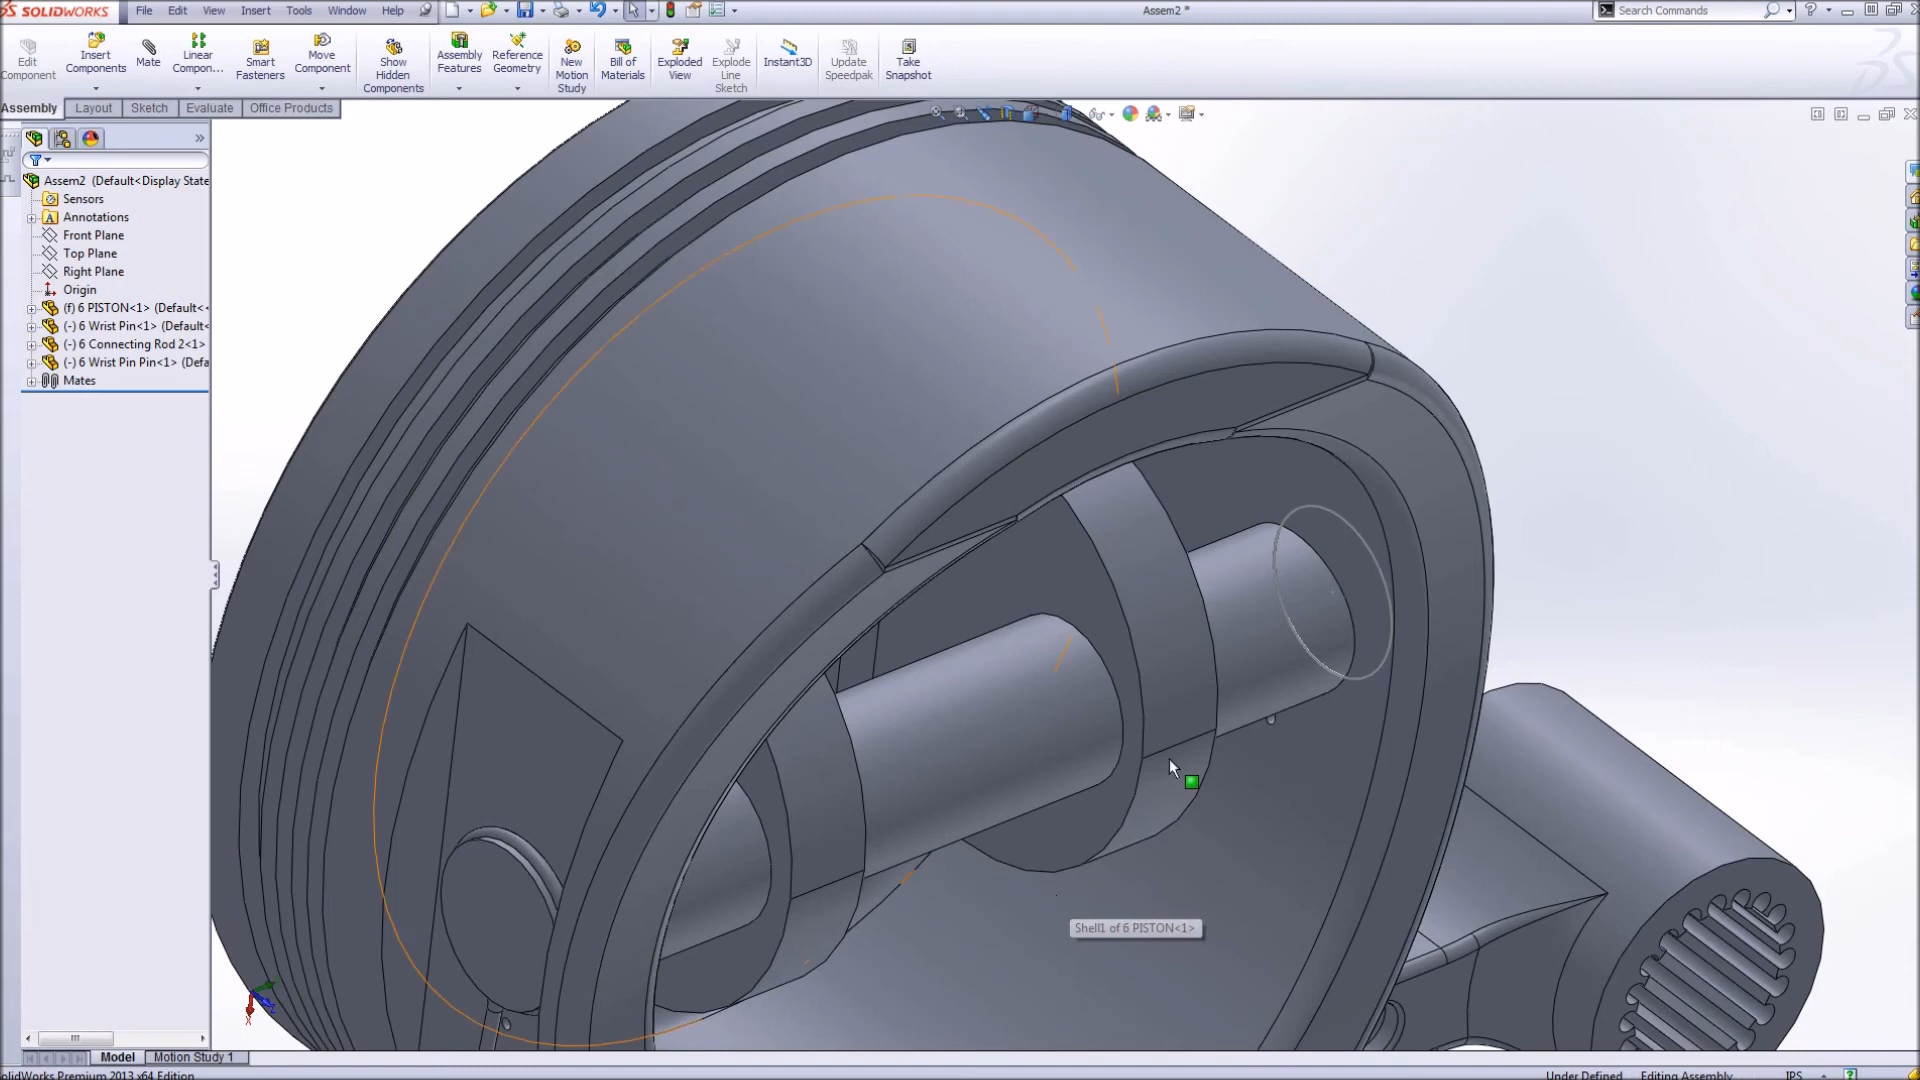 SOLIDWORKS File Edit View Insert Tools Window Help Assem2 * Search Commands
Edit Component
Insert Components
Mate
Linear Compon...
Smart Fasteners
Move Component
Show Hidden Components
Assembly Features
Reference Geometry
New Motion Study
Bill of Materials
Exploded View
Explode Line Sketch
Instant3D
Update Speedpak
Take Snapshot
Assembly Layout Sketch Evaluate Office Products
Assem2 (Default<Display State
Sensors
Annotations
Front Plane
Top Plane
Right Plane
Origin
(f) 6 PISTON<1> (Default<<
(-) 6 Wrist Pin<1> (Default<
(-) 6 Connecting Rod 2<1>
(-) 6 Wrist Pin Pin<1> (Defa
Mates
Shell1 of 6 PISTON<1>
X
Z
Model Motion Study 1
olidWorks Premium 2013 x64 Edition Under Defined Editing Assembly IPS